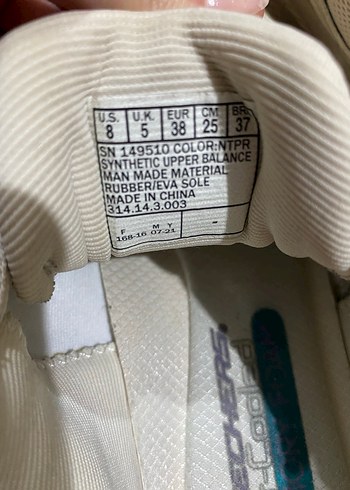 U.S. U.K. EUR CM BR.
8 5 38 25 37
SN 149510 COLOR:NTPR
SYNTHETIC UPPER BALANCE
MAN MADE MATERIAL
RUBBER/EVA SOLE
MADE IN CHINA
314.14.3.003
F M Y -
168-16 07-21
SKECHERS.
-Cooled